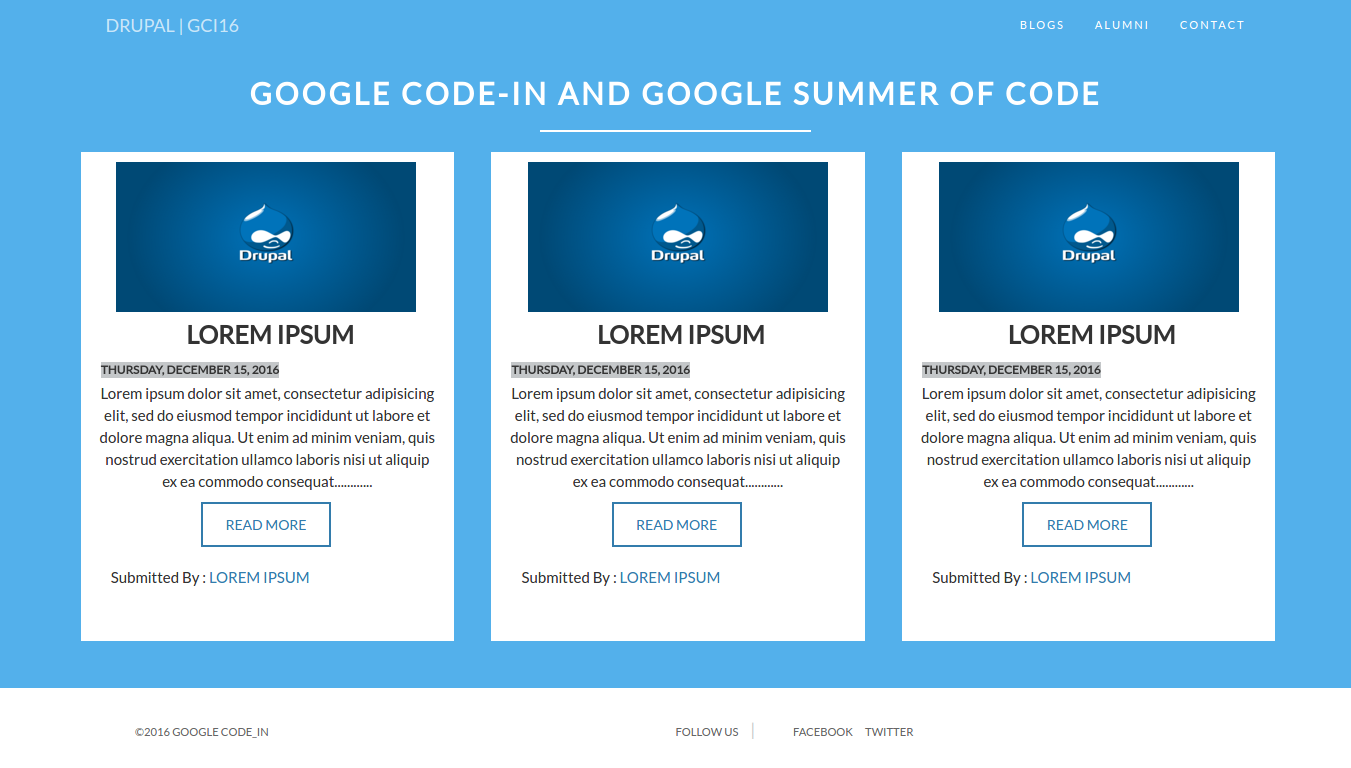 DRUPAL | GCI16
BLOGS ALUMNI CONTACT
GOOGLE CODE-IN AND GOOGLE SUMMER OF CODE
Drupal
LOREM IPSUM
THURSDAY, DECEMBER 15, 2016
Lorem ipsum dolor sit amet, consectetur adipisicing
elit, sed do eiusmod tempor incididunt ut labore et
dolore magna aliqua. Ut enim ad minim veniam, quis
nostrud exercitation ullamco laboris nisi ut aliquip
ex ea commodo consequat............
READ MORE
Submitted By : LOREM IPSUM
Drupal
LOREM IPSUM
THURSDAY, DECEMBER 15, 2016
Lorem ipsum dolor sit amet, consectetur adipisicing
elit, sed do eiusmod tempor incididunt ut labore et
dolore magna aliqua. Ut enim ad minim veniam, quis
nostrud exercitation ullamco laboris nisi ut aliquip
ex ea commodo consequat............
READ MORE
Submitted By : LOREM IPSUM
Drupal
LOREM IPSUM
THURSDAY, DECEMBER 15, 2016
Lorem ipsum dolor sit amet, consectetur adipisicing
elit, sed do eiusmod tempor incididunt ut labore et
dolore magna aliqua. Ut enim ad minim veniam, quis
nostrud exercitation ullamco laboris nisi ut aliquip
ex ea commodo consequat............
READ MORE
Submitted By : LOREM IPSUM
©2016 GOOGLE CODE_IN
FOLLOW US | FACEBOOK TWITTER